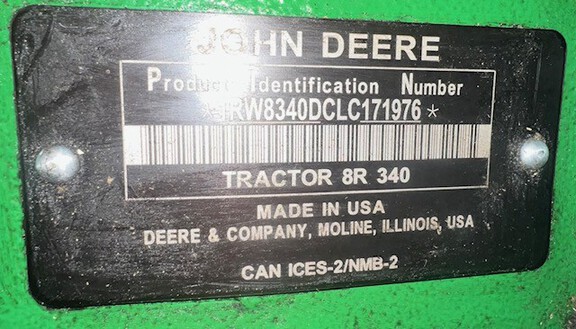 JOHN DEERE
Product Identification Number
*1RW8340DCLC171976*
TRACTOR 8R 340
MADE IN USA
DEERE & COMPANY, MOLINE, ILLINOIS, USA
CAN ICES-2/NMB-2